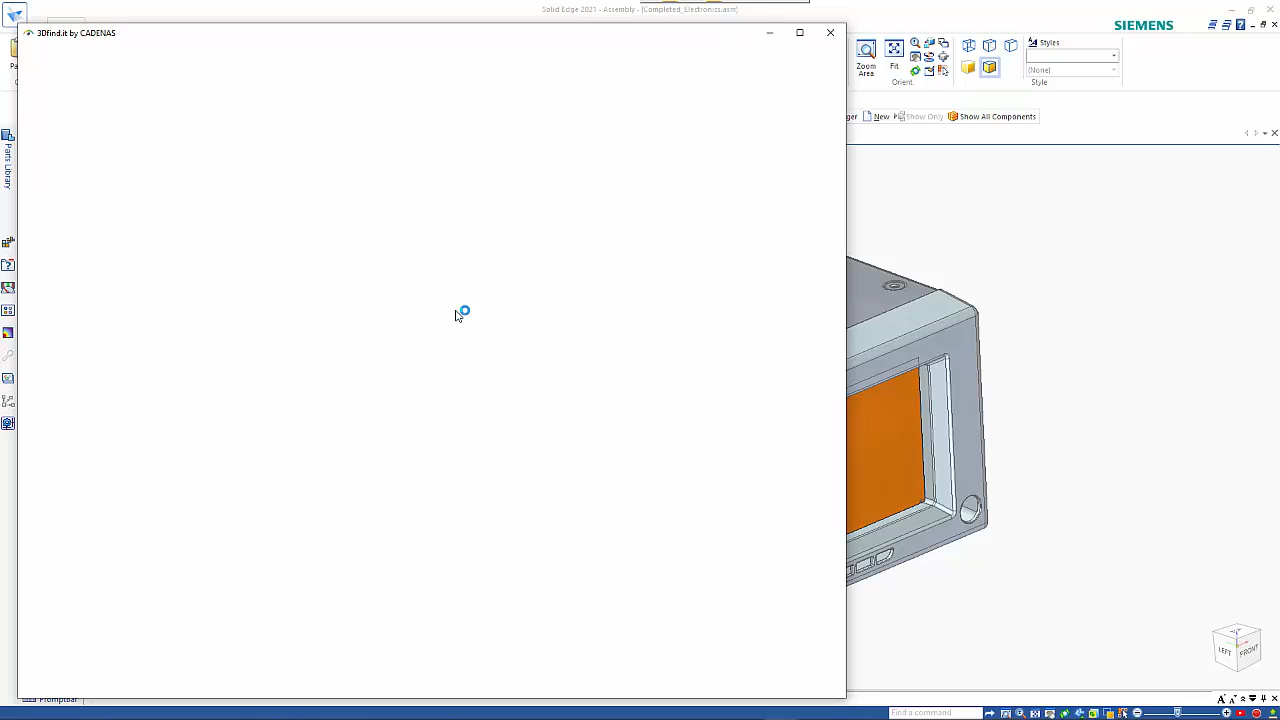 Solid Edge 2021 - Assembly - [Completed_Electronics.asm]
3Dfind.it by CADENAS
SIEMENS
Zoom
Area
Fit
Orient
Styles
(None)
Style
New
Show Only
Show All Components
Parts Library
LEFT
FRONT
PromptBar
Find a command